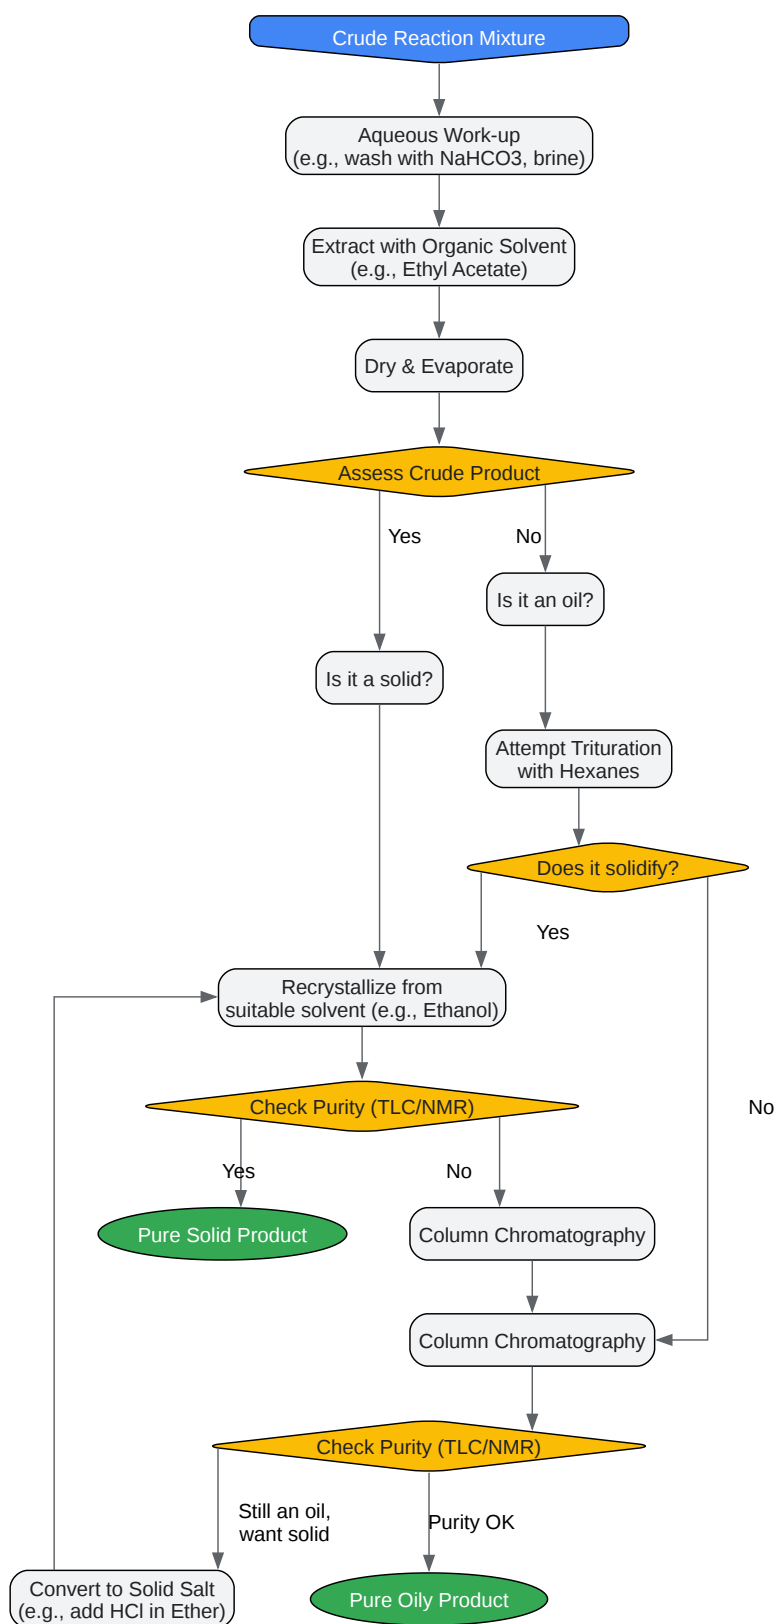 Crude Reaction Mixture
Aqueous Work-up
(e.g., wash with NaHCO3, brine)
Extract with Organic Solvent
(e.g., Ethyl Acetate)
Dry & Evaporate
Assess Crude Product
Yes
No
Is it an oil?
Is it a solid?
Attempt Trituration
with Hexanes
Does it solidify?
Yes
Recrystallize from
suitable solvent (e.g., Ethanol)
Check Purity (TLC/NMR)
No
Yes
No
Pure Solid Product
Column Chromatography
Column Chromatography
Check Purity (TLC/NMR)
Still an oil,
want solid
Purity OK
Convert to Solid Salt
(e.g., add HCl in Ether)
Pure Oily Product